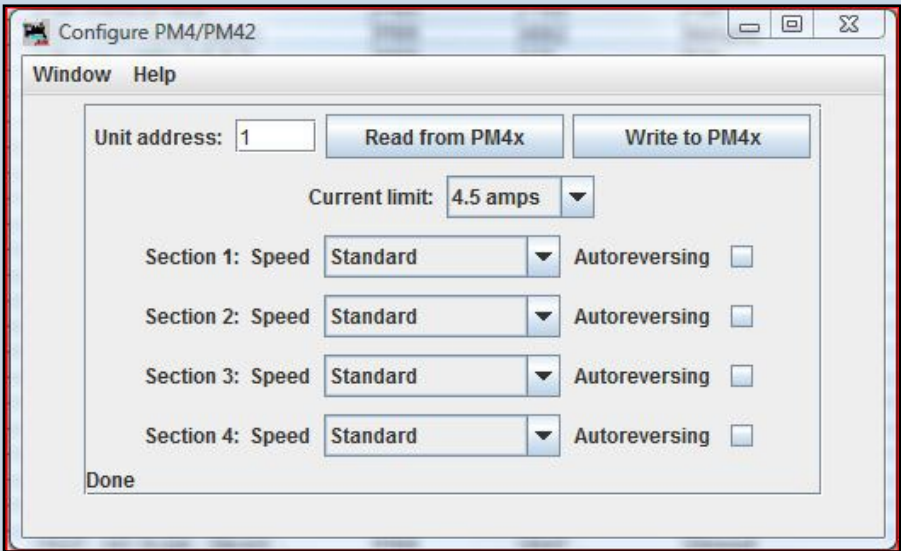 Configure PM4/PM42
Window Help
Unit address: 1 Read from PM4x Write to PM4x
Current limit: 4.5 amps
Section 1: Speed Standard Autoreversing
Section 2: Speed Standard Autoreversing
Section 3: Speed Standard Autoreversing
Section 4: Speed Standard Autoreversing
Done